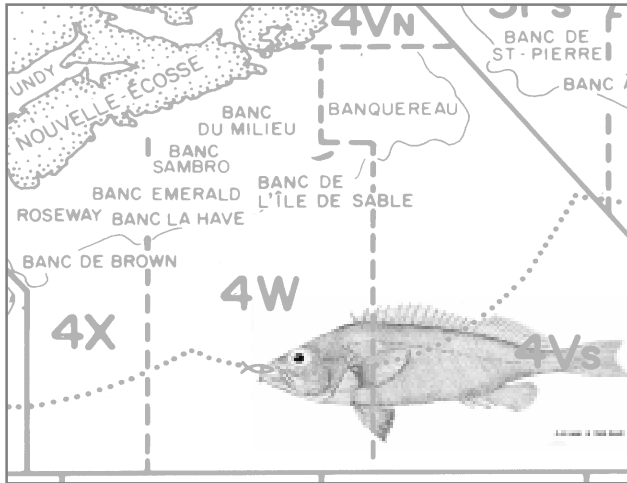 4VN
3Ps
BANC DE
ST-PIERRE
BANC À
UNDY
NOUVELLE-ÉCOSSE
BANC
DU MILIEU
BANQUEREAU
BANC
SAMBRO
BANC EMERALD
BANC DE
L'ÎLE DE SABLE
ROSEWAY
BANC LA HAVE
BANC DE BROWN
4W
4X
4Vs